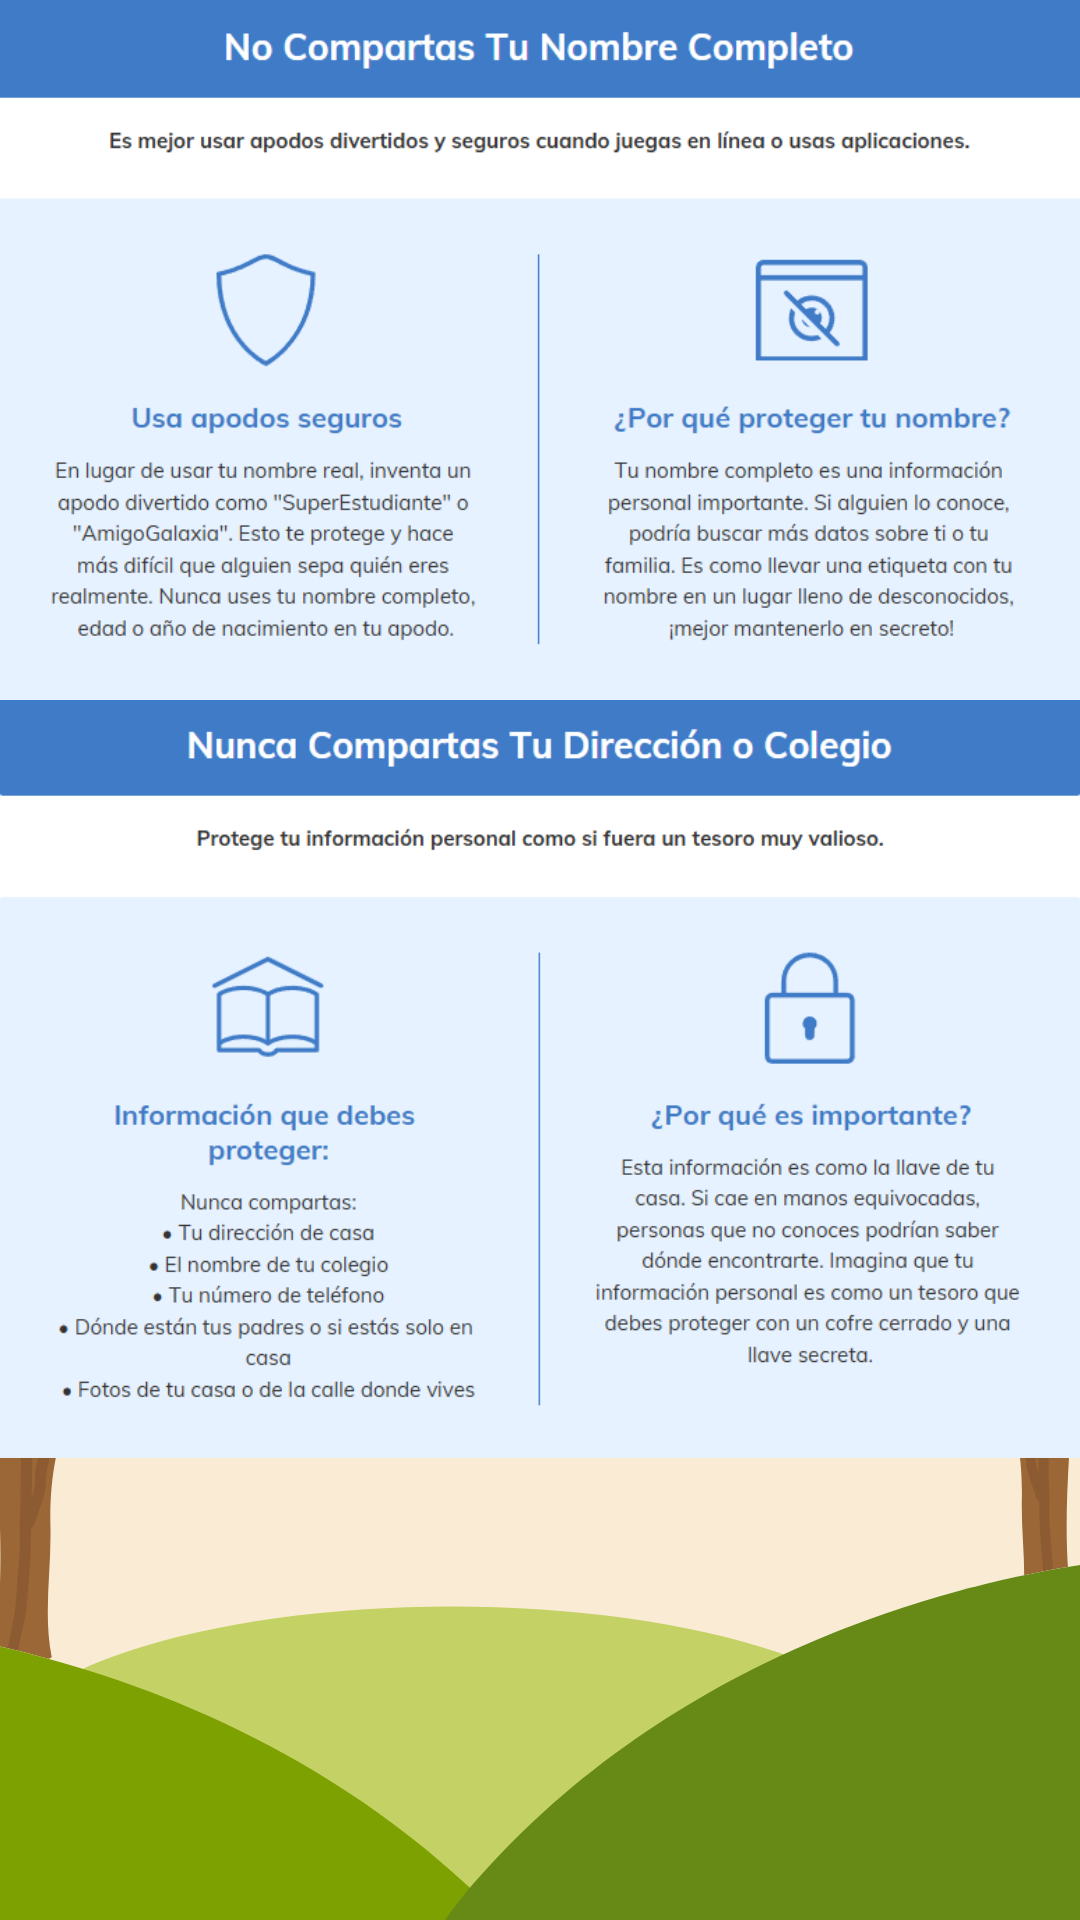 No Compartas Tu Nombre Completo
Es mejor usar apodos divertidos y seguros cuando juegas en línea o usas aplicaciones.
Usa apodos seguros
En lugar de usar tu nombre real, inventa un
apodo divertido como "SuperEstudiante" o
"AmigoGalaxia". Esto te protege y hace
más difícil que alguien sepa quién eres
realmente. Nunca uses tu nombre completo,
edad o año de nacimiento en tu apodo.
¿Por qué proteger tu nombre?
Tu nombre completo es una información
personal importante. Si alguien lo conoce,
podría buscar más datos sobre ti o tu
familia. Es como llevar una etiqueta con tu
nombre en un lugar lleno de desconocidos,
¡mejor mantenerlo en secreto!
Nunca Compartas Tu Dirección o Colegio
Protege tu información personal como si fuera un tesoro muy valioso.
Información que debes
proteger:
Nunca compartas:
• Tu dirección de casa
• El nombre de tu colegio
• Tu número de teléfono
• Dónde están tus padres o si estás solo en
casa
• Fotos de tu casa o de la calle donde vives
¿Por qué es importante?
Esta información es como la llave de tu
casa. Si cae en manos equivocadas,
personas que no conoces podrían saber
dónde encontrarte. Imagina que tu
información personal es como un tesoro que
debes proteger con un cofre cerrado y una
llave secreta.